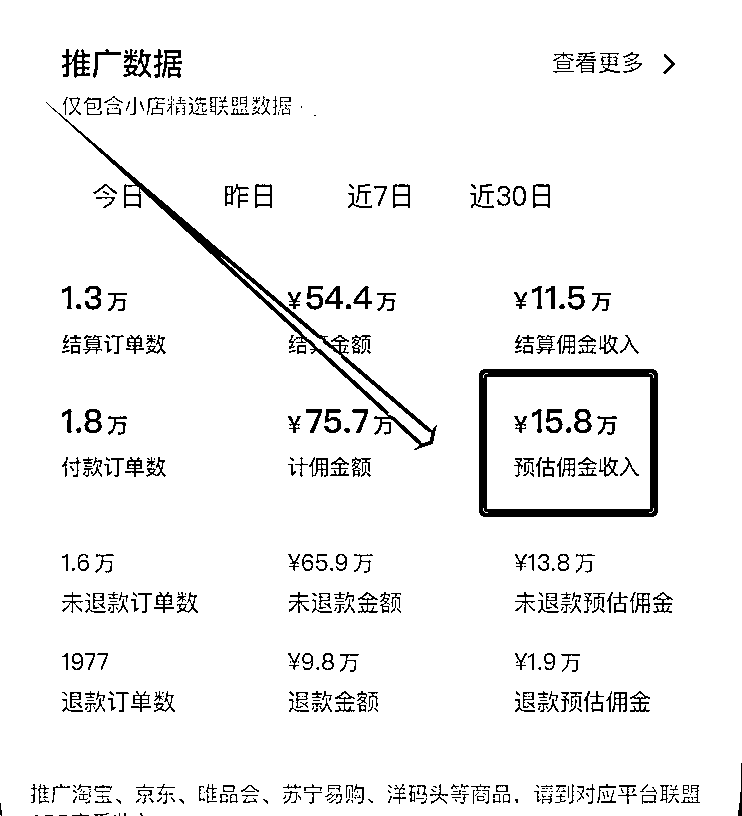 推广数据 查看更多 >
仅包含小店精选联盟数据
今日 昨日 近7日 近30日
1.3万 ¥54.4万 ¥11.5万
结算订单数 结算金额 结算佣金收入
1.8万 ¥75.7万 ¥15.8万
付款订单数 计佣金额 预估佣金收入
1.6万 ¥65.9万 ¥13.8万
未退款订单数 未退款金额 未退款预估佣金
1977 ¥9.8万 ¥1.9万
退款订单数 退款金额 退款预估佣金
推广淘宝、京东、唯品会、苏宁易购、洋码头等商品，请到对应平台联盟